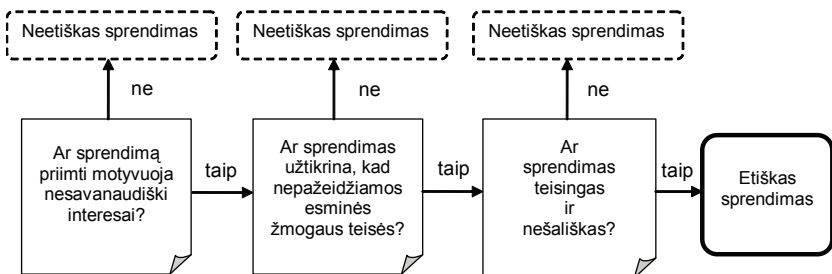 Neetiškas sprendimas
Neetiškas sprendimas
Neetiškas sprendimas
ne
ne
ne
Ar sprendimą
priimti motyvuoja
nesavanaudiški
interesai?
taip
Ar sprendimas
užtikrina, kad
nepažeidžiamos
esminės
žmogaus teisės?
taip
Ar
sprendimas
teisingas
ir
nešališkas?
taip
Etiškas
sprendimas